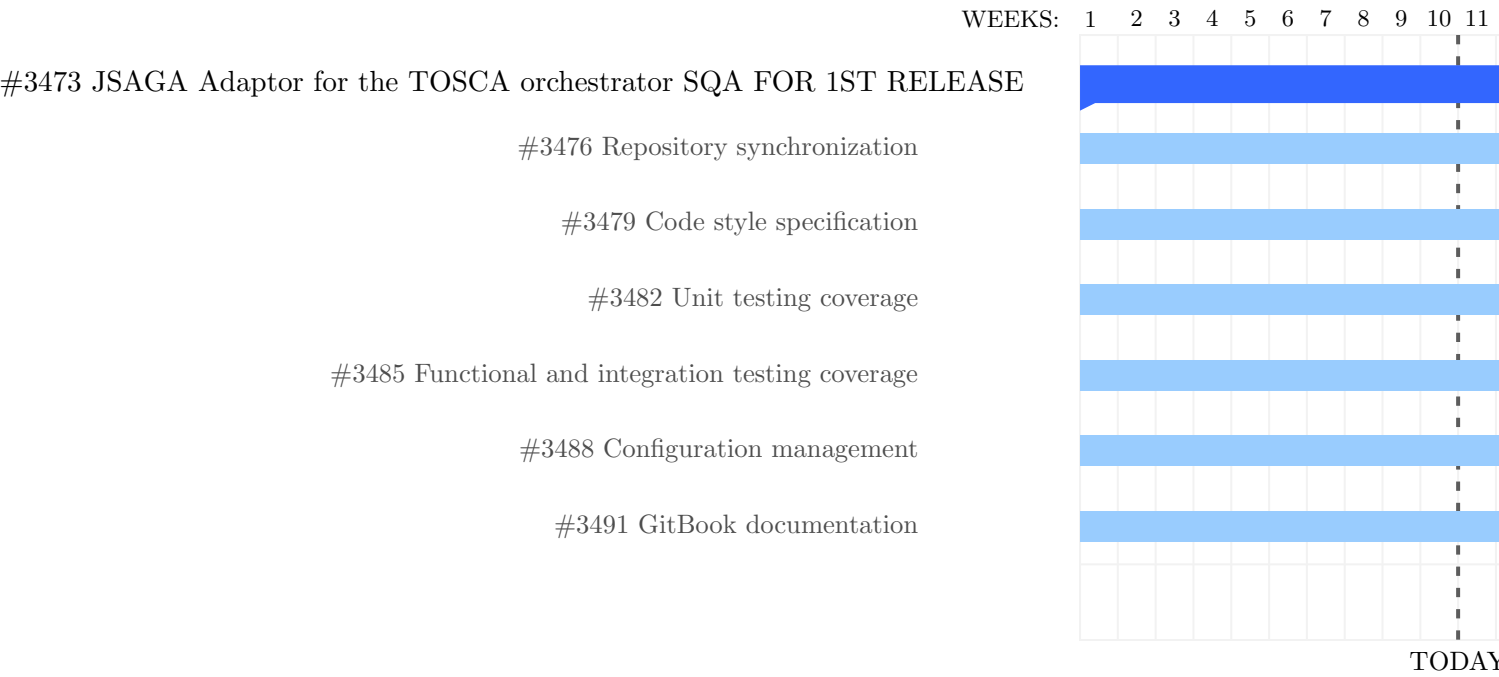 WEEKS: 1 2 3 4 5 6 7 8 9 10 11
#3473 JSAGA Adaptor for the TOSCA orchestrator SQA FOR 1ST RELEASE
#3476 Repository synchronization
#3479 Code style specification
#3482 Unit testing coverage
#3485 Functional and integration testing coverage
#3488 Configuration management
#3491 GitBook documentation
TODAY